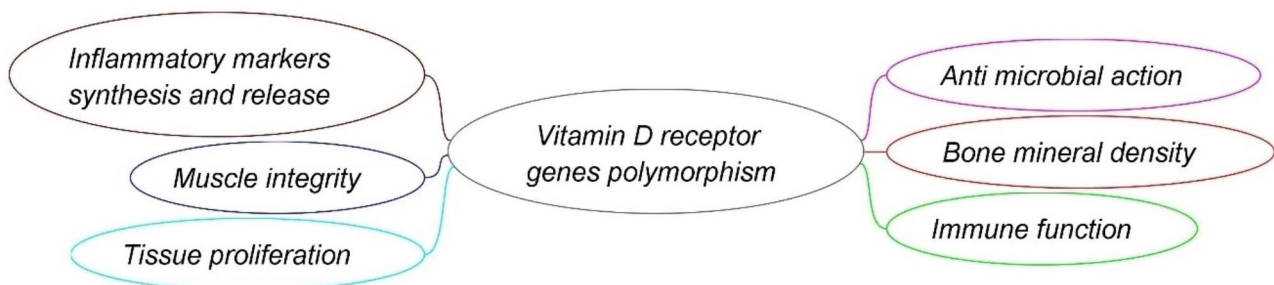 Inflammatory markers
synthesis and release
Muscle integrity
Tissue proliferation
Vitamin D receptor
genes polymorphism
Anti microbial action
Bone mineral density
Immune function